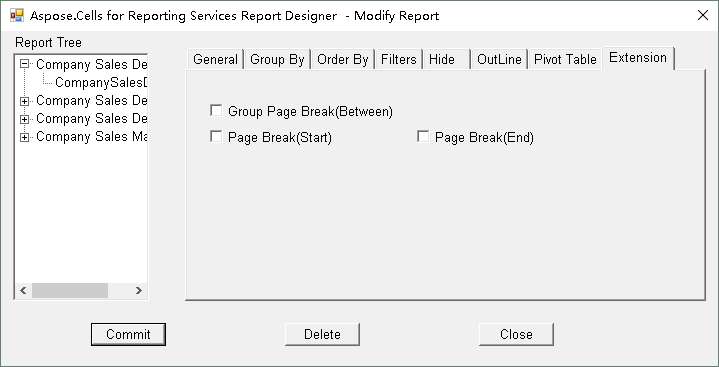 Aspose.Cells for Reporting Services Report Designer - Modify Report
Report Tree
Company Sales De
CompanySalesD
Company Sales De
Company Sales De
Company Sales Ma
General Group By Order By Filters Hide OutLine Pivot Table Extension
Group Page Break(Between)
Page Break(Start) Page Break(End)
Commit Delete Close